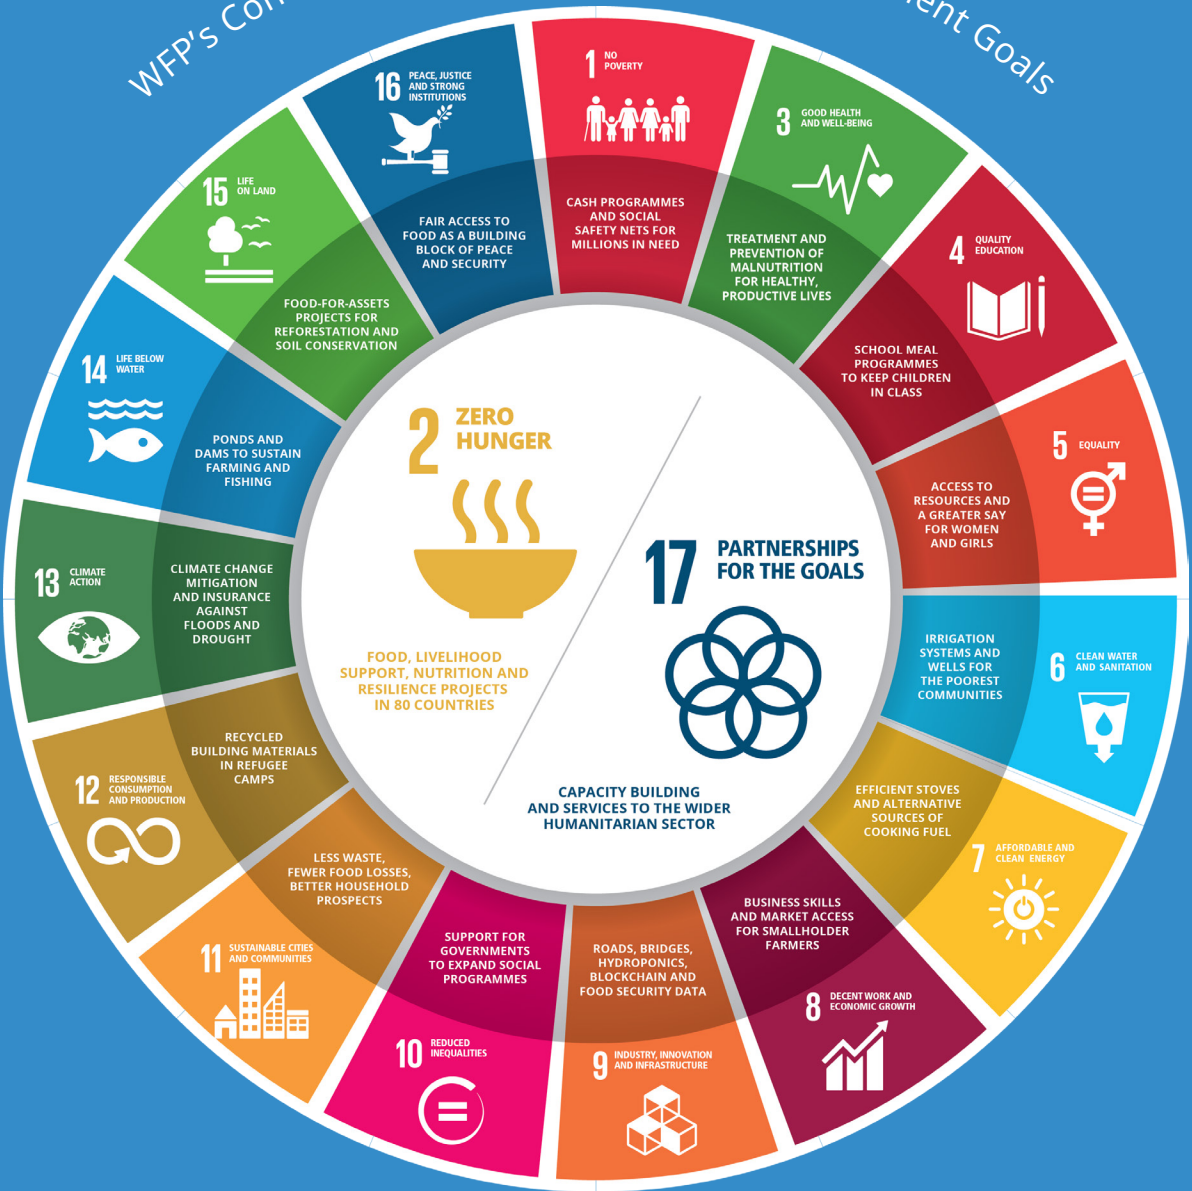 WFP's Con
ent Goals
1 NO
POVERTY
CASH PROGRAMMES
AND SOCIAL
SAFETY NETS FOR
MILLIONS IN NEED
3 GOOD HEALTH
AND WELL-BEING
TREATMENT AND
PREVENTION OF
MALNUTRITION
FOR HEALTHY,
PRODUCTIVE LIVES
4 QUALITY
EDUCATION
SCHOOL MEAL
PROGRAMMES
TO KEEP CHILDREN
IN CLASS
5 EQUALITY
ACCESS TO
RESOURCES AND
A GREATER SAY
FOR WOMEN
AND GIRLS
6 CLEAN WATER
AND SANITATION
IRRIGATION
SYSTEMS AND
WELLS FOR
THE POOREST
COMMUNITIES
7 AFFORDABLE AND
CLEAN ENERGY
EFFICIENT STOVES
AND ALTERNATIVE
SOURCES OF
COOKING FUEL
8 DECENT WORK AND
ECONOMIC GROWTH
BUSINESS SKILLS
AND MARKET ACCESS
FOR SMALLHOLDER
FARMERS
9 INDUSTRY, INNOVATION
AND INFRASTRUCTURE
ROADS, BRIDGES,
HYDROPONICS,
BLOCKCHAIN AND
FOOD SECURITY DATA
10 REDUCED
INEQUALITIES
SUPPORT FOR
GOVERNMENTS
TO EXPAND SOCIAL
PROGRAMMES
11 SUSTAINABLE CITIES
AND COMMUNITIES
LESS WASTE,
FEWER FOOD LOSSES,
BETTER HOUSEHOLD
PROSPECTS
12 RESPONSIBLE
CONSUMPTION
AND PRODUCTION
RECYCLED
BUILDING MATERIALS
IN REFUGEE
CAMPS
13 CLIMATE
ACTION
CLIMATE CHANGE
MITIGATION
AND INSURANCE
AGAINST
FLOODS AND
DROUGHT
14 LIFE BELOW
WATER
PONDS AND
DAMS TO SUSTAIN
FARMING AND
FISHING
15 LIFE
ON LAND
FOOD-FOR-ASSETS
PROJECTS FOR
REFORESTATION AND
SOIL CONSERVATION
16 PEACE, JUSTICE
AND STRONG
INSTITUTIONS
FAIR ACCESS TO
FOOD AS A BUILDING
BLOCK OF PEACE
AND SECURITY
2 ZERO
HUNGER
FOOD, LIVELIHOOD
SUPPORT, NUTRITION AND
RESILIENCE PROJECTS
IN 80 COUNTRIES
17 PARTNERSHIPS
FOR THE GOALS
CAPACITY BUILDING
AND SERVICES TO THE WIDER
HUMANITARIAN SECTOR